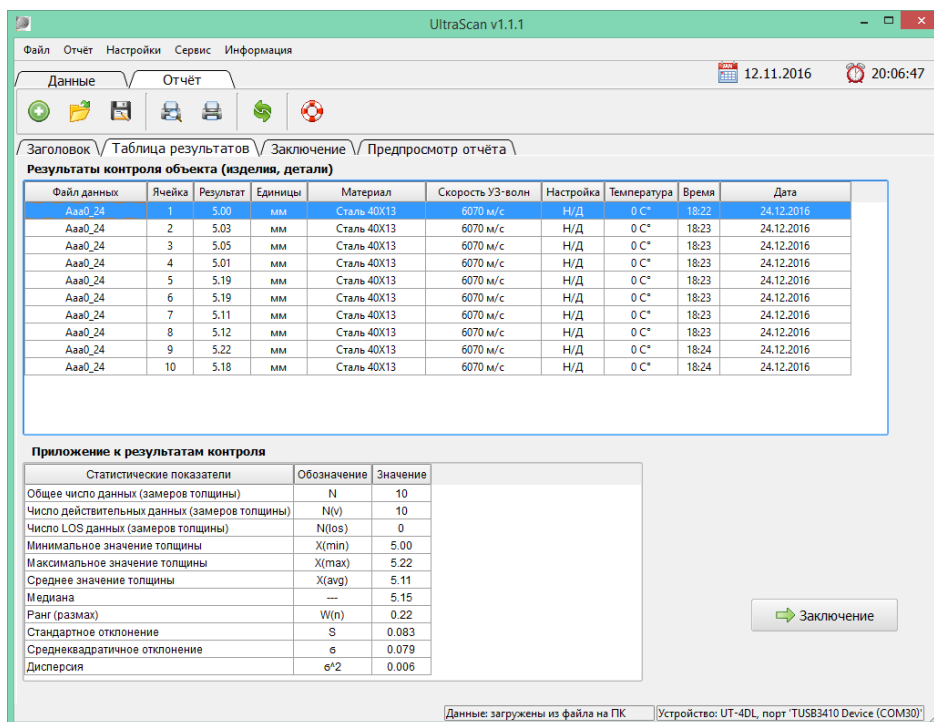 UltraScan v1.1.1
Файл Отчёт Настройки Сервис Информация
Данные Отчёт 12.11.2016 20:06:47
Заголовок Таблица результатов Заключение Предпросмотр отчёта
Результаты контроля объекта (изделия, детали)
Файл данных Ячейка Результат Единицы Материал Скорость УЗ-волн Настройка Температура Время Дата
Aaa0_24 1 5.00 мм Сталь 40Х13 6070 м/с Н/Д 0 C° 18:22 24.12.2016
Aaa0_24 2 5.03 мм Сталь 40Х13 6070 м/с Н/Д 0 C° 18:23 24.12.2016
Aaa0_24 3 5.05 мм Сталь 40Х13 6070 м/с Н/Д 0 C° 18:23 24.12.2016
Aaa0_24 4 5.01 мм Сталь 40Х13 6070 м/с Н/Д 0 C° 18:23 24.12.2016
Aaa0_24 5 5.19 мм Сталь 40Х13 6070 м/с Н/Д 0 C° 18:23 24.12.2016
Aaa0_24 6 5.19 мм Сталь 40Х13 6070 м/с Н/Д 0 C° 18:23 24.12.2016
Aaa0_24 7 5.11 мм Сталь 40Х13 6070 м/с Н/Д 0 C° 18:23 24.12.2016
Aaa0_24 8 5.12 мм Сталь 40Х13 6070 м/с Н/Д 0 C° 18:23 24.12.2016
Aaa0_24 9 5.22 мм Сталь 40Х13 6070 м/с Н/Д 0 C° 18:24 24.12.2016
Aaa0_24 10 5.18 мм Сталь 40Х13 6070 м/с Н/Д 0 C° 18:24 24.12.2016
Приложение к результатам контроля
Статистические показатели Обозначение Значение
Общее число данных (замеров толщины) N 10
Число действительных данных (замеров толщины) N(v) 10
Число LOS данных (замеров толщины) N(los) 0
Минимальное значение толщины X(min) 5.00
Максимальное значение толщины X(max) 5.22
Среднее значение толщины X(avg) 5.11
Медиана --- 5.15
Ранг (размах) W(n) 0.22
Стандартное отклонение S 0.083
Среднеквадратичное отклонение б 0.079
Дисперсия б^2 0.006
Заключение
Данные: загружены из файла на ПК Устройство: UT-4DL, порт 'TUSB3410 Device (COM30)'